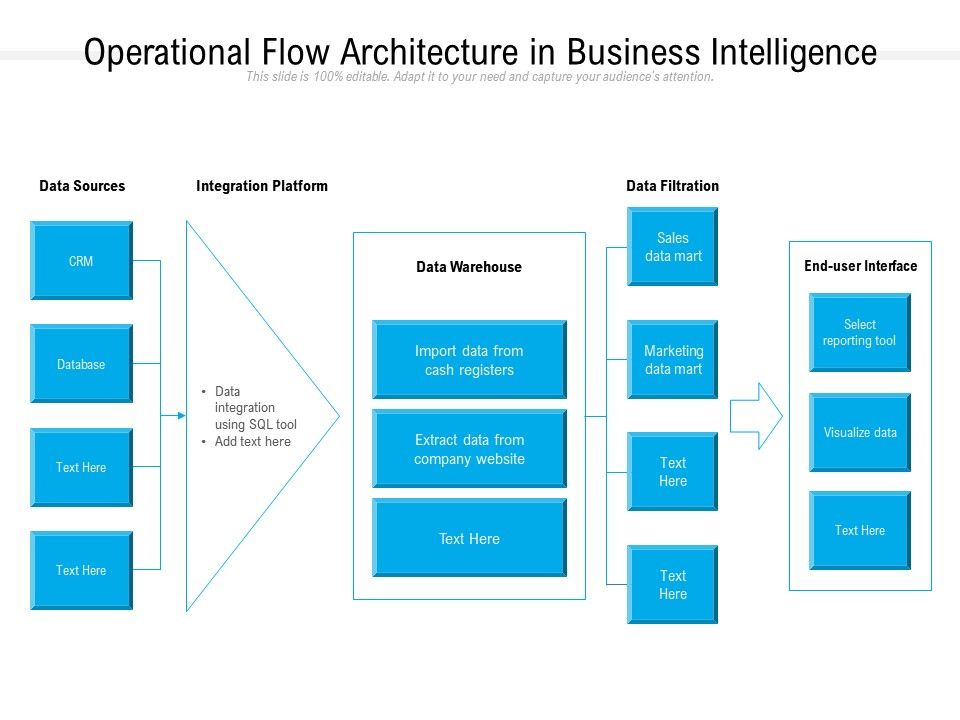 Operational Flow Architecture in Business Intelligence
This slide is 100% editable. Adapt it to your need and capture your audience's attention.
Data Sources
CRM
Database
Text Here
Text Here
Integration Platform
• Data
integration
using SQL tool
• Add text here
Data Warehouse
Import data from
cash registers
Extract data from
company website
Text Here
Data Filtration
Sales
data mart
Marketing
data mart
Text
Here
Text
Here
End-user Interface
Select
reporting tool
Visualize data
Text Here